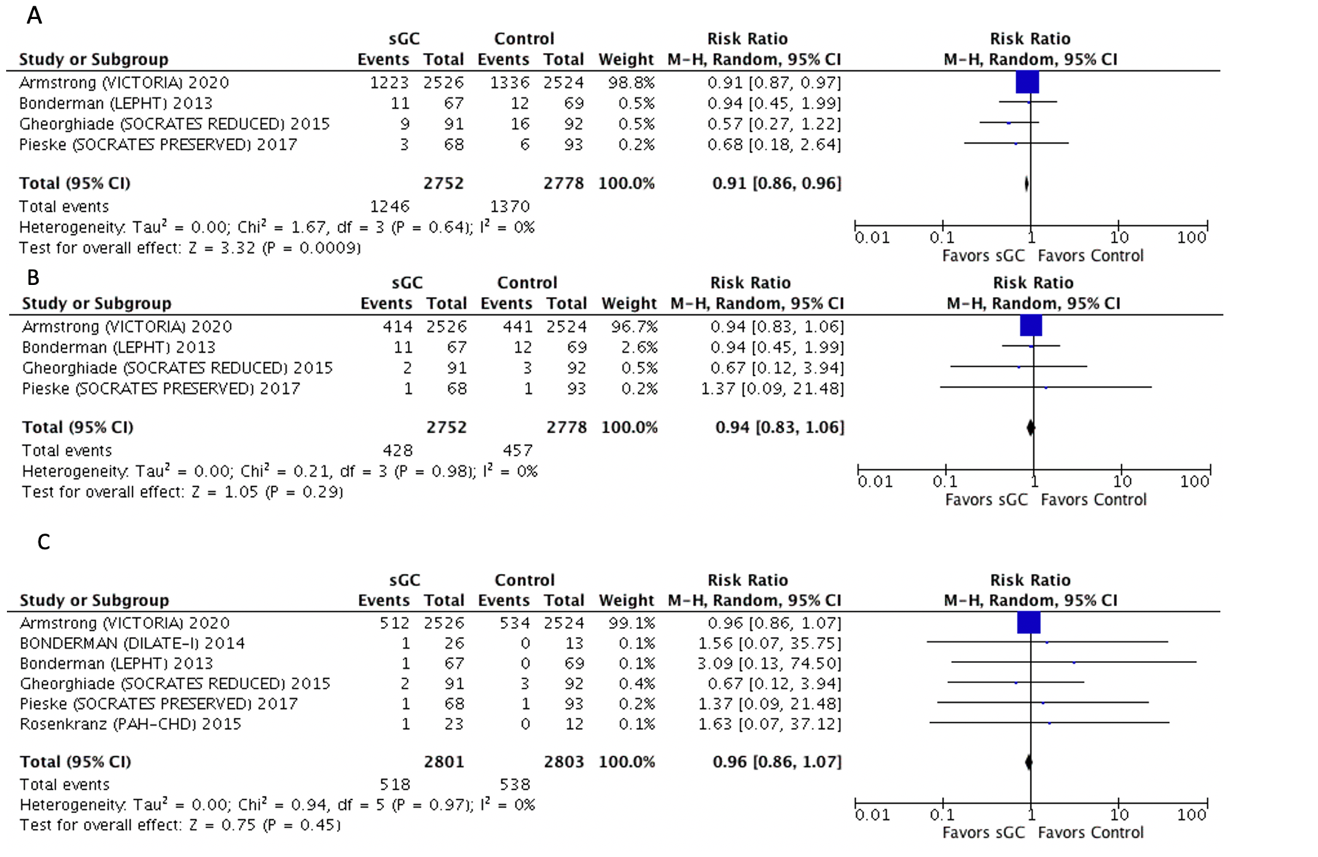 A
sGC Control Risk Ratio Risk Ratio
Study or Subgroup Events Total Events Total Weight M-H, Random, 95% CI M-H, Random, 95% CI
Armstrong (VICTORIA) 2020 1223 2526 1336 2524 98.8% 0.91 [0.87, 0.97]
Bonderman (LEPHT) 2013 11 67 12 69 0.5% 0.94 [0.45, 1.99]
Gheorghiade (SOCRATES REDUCED) 2015 9 91 16 92 0.5% 0.57 [0.27, 1.22]
Pieske (SOCRATES PRESERVED) 2017 3 68 6 93 0.2% 0.68 [0.18, 2.64]
Total (95% CI) 2752 2778 100.0% 0.91 [0.86, 0.96]
Total events 1246 1370
Heterogeneity: Tau² = 0.00; Chi² = 1.67, df = 3 (P = 0.64); I² = 0%
Test for overall effect: Z = 3.32 (P = 0.0009)
0.01 0.1 1 10 100
Favors sGC Favors Control
B
sGC Control Risk Ratio Risk Ratio
Study or Subgroup Events Total Events Total Weight M-H, Random, 95% CI M-H, Random, 95% CI
Armstrong (VICTORIA) 2020 414 2526 441 2524 96.7% 0.94 [0.83, 1.06]
Bonderman (LEPHT) 2013 11 67 12 69 2.6% 0.94 [0.45, 1.99]
Gheorghiade (SOCRATES REDUCED) 2015 2 91 3 92 0.5% 0.67 [0.12, 3.94]
Pieske (SOCRATES PRESERVED) 2017 1 68 1 93 0.2% 1.37 [0.09, 21.48]
Total (95% CI) 2752 2778 100.0% 0.94 [0.83, 1.06]
Total events 428 457
Heterogeneity: Tau² = 0.00; Chi² = 0.21, df = 3 (P = 0.98); I² = 0%
Test for overall effect: Z = 1.05 (P = 0.29)
0.01 0.1 1 10 100
Favors sGC Favors Control
C
sGC Control Risk Ratio Risk Ratio
Study or Subgroup Events Total Events Total Weight M-H, Random, 95% CI M-H, Random, 95% CI
Armstrong (VICTORIA) 2020 512 2526 534 2524 99.1% 0.96 [0.86, 1.07]
BONDERMAN (DILATE-I) 2014 1 26 0 13 0.1% 1.56 [0.07, 35.75]
Bonderman (LEPHT) 2013 1 67 0 69 0.1% 3.09 [0.13, 74.50]
Gheorghiade (SOCRATES REDUCED) 2015 2 91 3 92 0.4% 0.67 [0.12, 3.94]
Pieske (SOCRATES PRESERVED) 2017 1 68 1 93 0.2% 1.37 [0.09, 21.48]
Rosenkranz (PAH-CHD) 2015 1 23 0 12 0.1% 1.63 [0.07, 37.12]
Total (95% CI) 2801 2803 100.0% 0.96 [0.86, 1.07]
Total events 518 538
Heterogeneity: Tau² = 0.00; Chi² = 0.94, df = 5 (P = 0.97); I² = 0%
Test for overall effect: Z = 0.75 (P = 0.45)
0.01 0.1 1 10 100
Favors sGC Favors Control